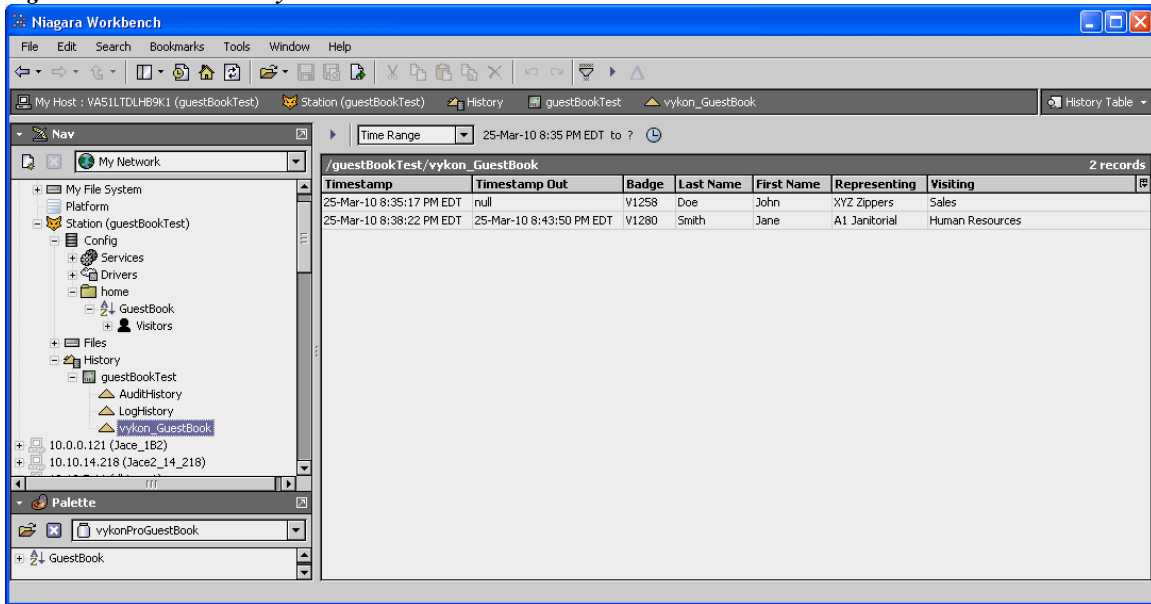 Niagara Workbench
File Edit Search Bookmarks Tools Window Help
My Host : VA51LTDLHB9K1 (guestBookTest) Station (guestBookTest) History guestBookTest vykon_GuestBook History Table
Nav
Time Range 25-Mar-10 8:35 PM EDT to ?
My Network
/guestBookTest/vykon_GuestBook 2 records
Timestamp Timestamp Out Badge Last Name First Name Representing Visiting
25-Mar-10 8:35:17 PM EDT null V1258 Doe John XYZ Zippers Sales
25-Mar-10 8:38:22 PM EDT 25-Mar-10 8:43:50 PM EDT V1280 Smith Jane A1 Janitorial Human Resources
My File System
Platform
Station (guestBookTest)
Config
Services
Drivers
home
GuestBook
Visitors
Files
History
guestBookTest
AuditHistory
LogHistory
vykon_GuestBook
10.0.0.121 (Jace_1B2)
10.10.14.218 (Jace2_14_218)
Palette
vykonProGuestBook
GuestBook